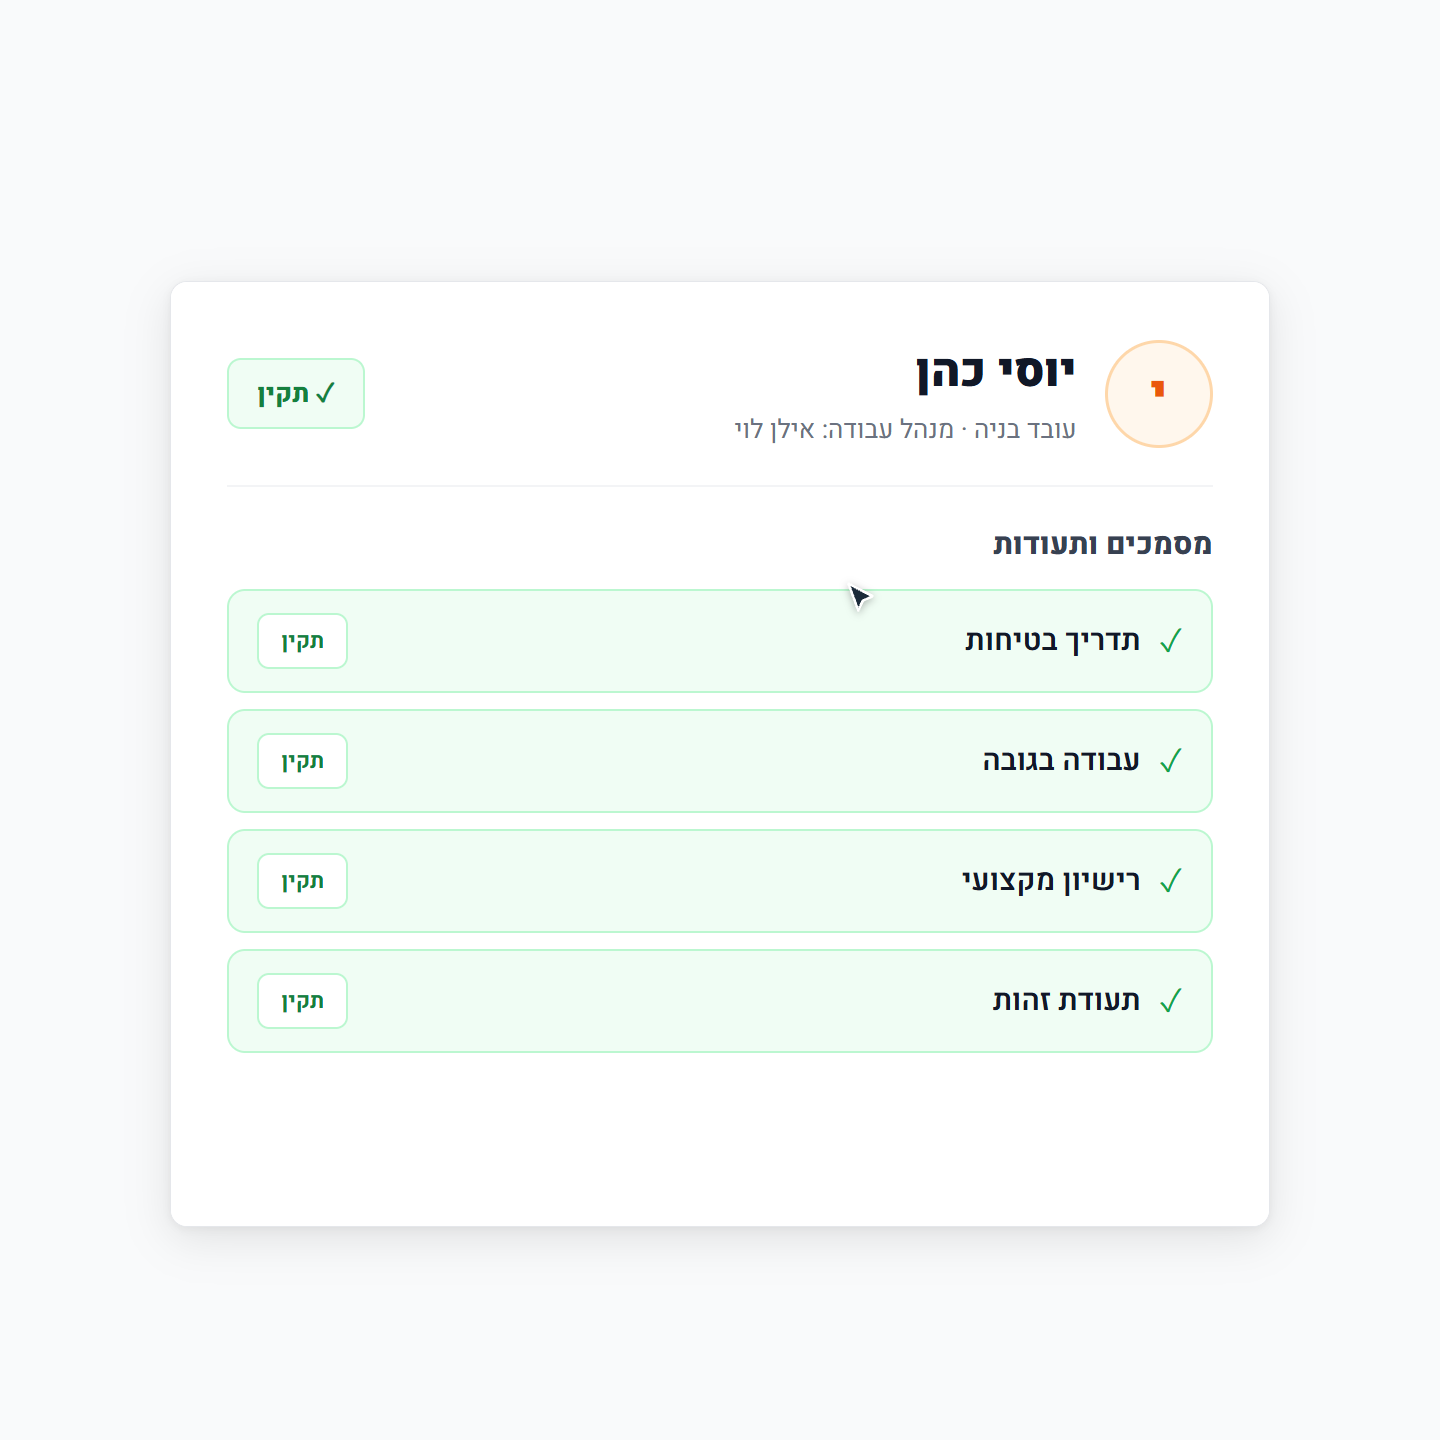 י
יוסי כהן
עובד בניה · מנהל עבודה: אילן לוי
✓ תקין
מסמכים ותעודות
✓ תדריך בטיחות תקין
✓ עבודה בגובה תקין
✓ רישיון מקצועי תקין
✓ תעודת זהות תקין